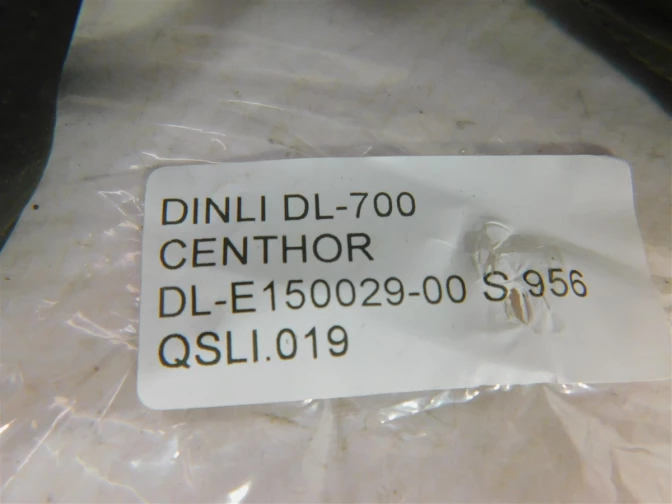 DINLI DL-700
CENTHOR
DL-E150029-00 S.956
QSLI.019